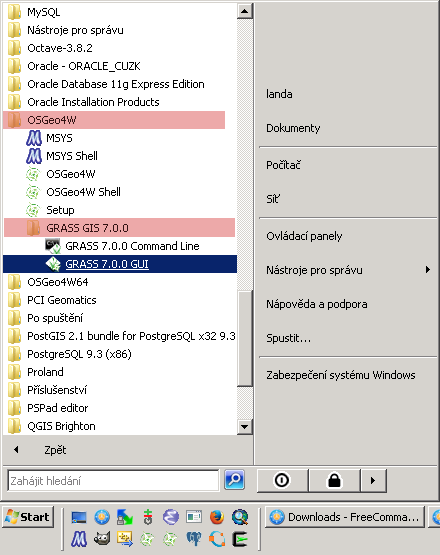 MySQL
Nástroje pro správu
Octave-3.8.2
Oracle - ORACLE_CUZK
Oracle Database 11g Express Edition
Oracle Installation Products
OSGeo4W
MSYS
MSYS Shell
OSGeo4W
OSGeo4W Shell
Setup
GRASS GIS 7.0.0
GRASS 7.0.0 Command Line
GRASS 7.0.0 GUI
OSGeo4W64
PCI Geomatics
Po spuštění
PostGIS 2.1 bundle for PostgreSQL x32 9.3
PostgreSQL 9.3 (x86)
Proland
Příslušenství
PSPad editor
QGIS Brighton
Zpět
Zahájit hledání
landa
Dokumenty
Počítač
Síť
Ovládací panely
Nástroje pro správu
Nápověda a podpora
Spustit...
Zabezpečení systému Windows
Start
Downloads - FreeComma...